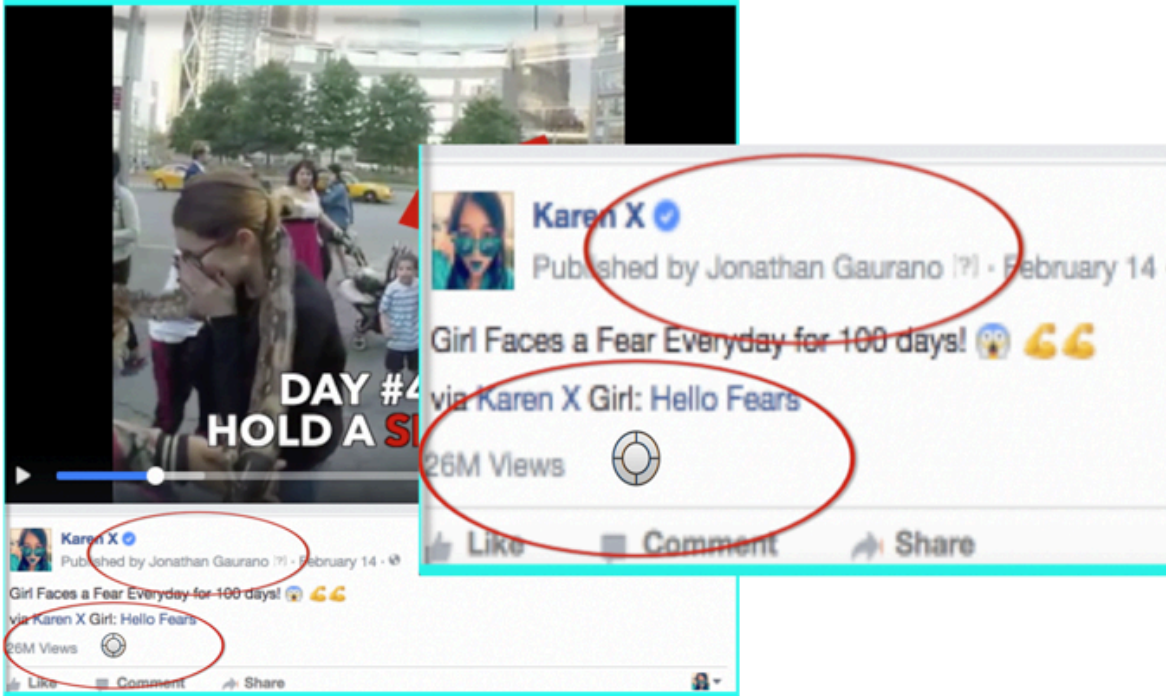 DAY #4
HOLD A
Karen X
Published by Jonathan Gaurano [?] · February 14 ·
Girl Faces a Fear Everyday for 100 days! 😱 💪💪
via Karen X Girl: Hello Fears
26M Views
Like Comment Share
Karen X
Published by Jonathan Gaurano [?] · February 14
Girl Faces a Fear Everyday for 100 days! 😱 💪💪
via Karen X Girl: Hello Fears
26M Views
Like Comment Share